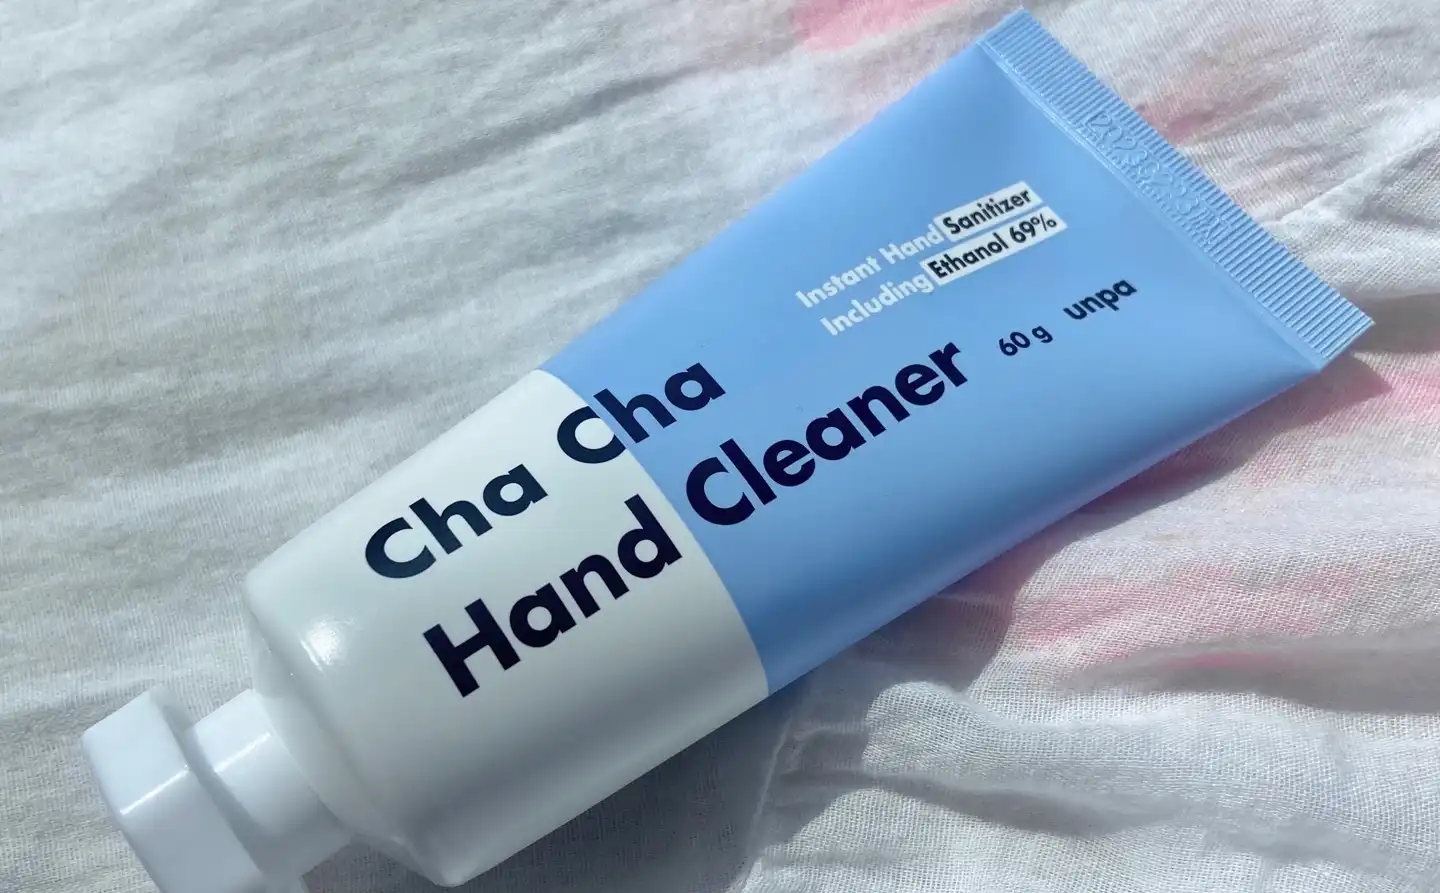 Cha Cha
Hand Cleaner
Instant Hand Sanitizer
Including Ethanol 69%
60 g unpa